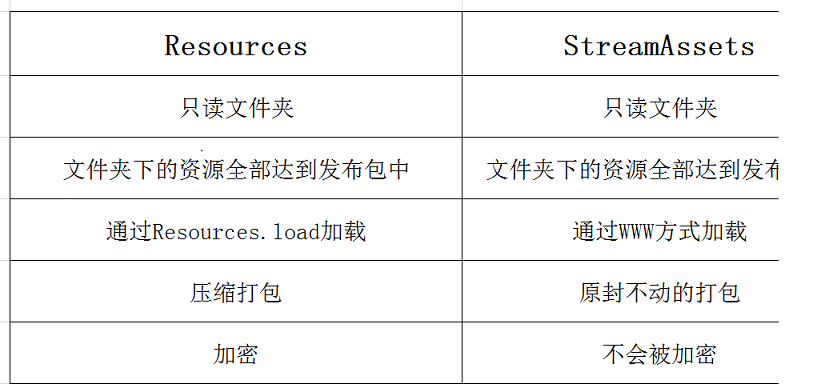 Resources StreamAssets
只读文件夹 只读文件夹
文件夹下的资源全部达到发布包中 文件夹下的资源全部达到发布
通过Resources.load加载 通过WWW方式加载
压缩打包 原封不动的打包
加密 不会被加密